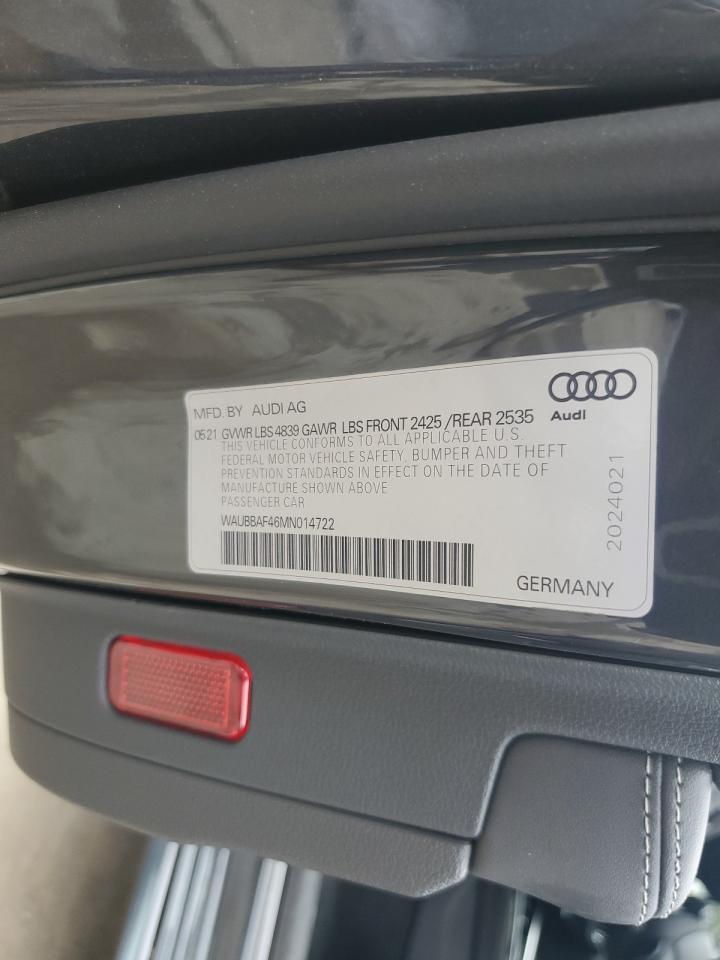 MFD. BY AUDI AG
Audi
05 21 GVWR LBS 4839 GAWR LBS FRONT 2425 /REAR 2535
THIS VEHICLE CONFORMS TO ALL APPLICABLE U.S.
FEDERAL MOTOR VEHICLE SAFETY, BUMPER AND THEFT
PREVENTION STANDARDS IN EFFECT ON THE DATE OF
MANUFACTURE SHOWN ABOVE
PASSENGER CAR
WAUBBAF46MN014722
GERMANY
2024021